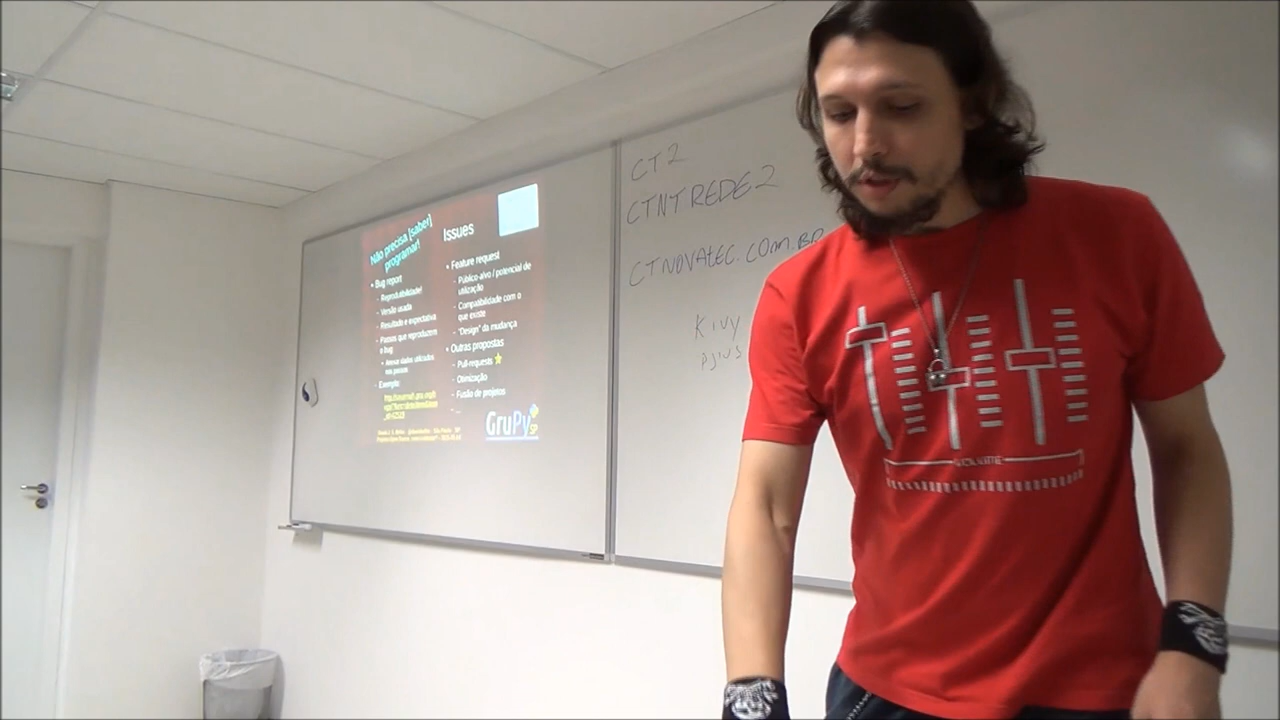 Não precisa [saber]
programar!
• Bug report
– Reprodutibilidade!
– Versão usada
– Resultado e expectativa
– Passos que reproduzem
o bug
• Anexar dados utilizados
nos passos
– Exemplo:
Issues
• Feature request
– Público-alvo / potencial de
utilização
– Compatibilidade com o
que existe
– "Design" da mudança
• Outras propostas
– Pull-requests
– Otimização
– Fusão de projetos
– ...
GruPy
SP
CT2
CTNTREDE2
CTNOVATEC.COM.BR
Kivy